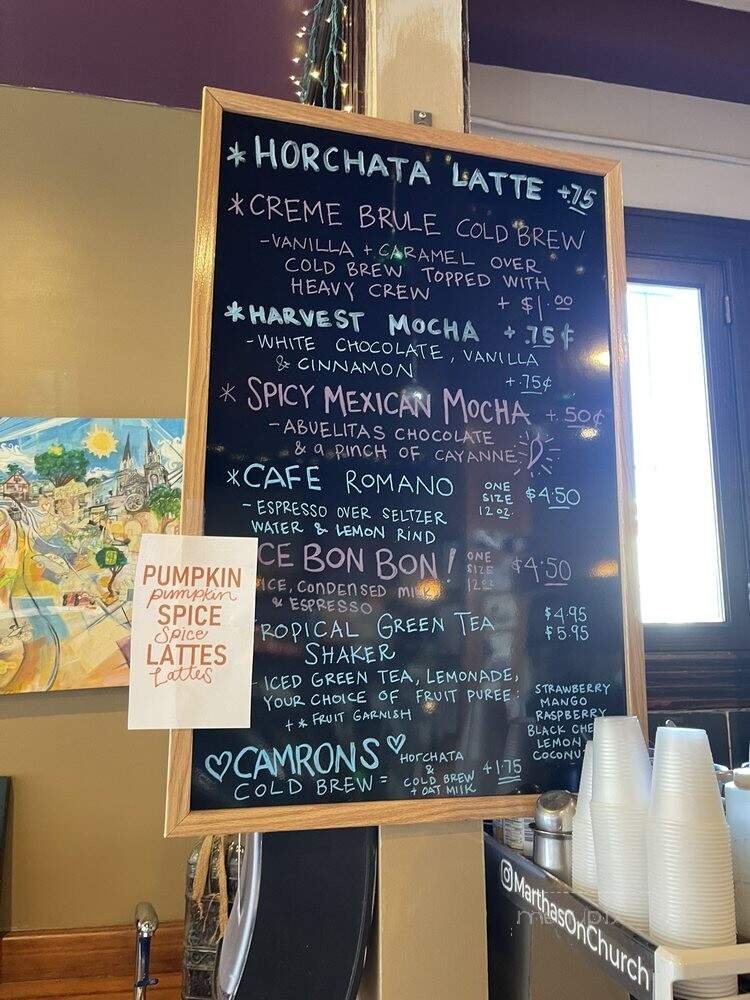 * HORCHATA LATTE +.75
* CREME BRULE COLD BREW
- VANILLA + CARAMEL OVER
COLD BREW TOPPED WITH
HEAVY CREW + $1.00
* HARVEST MOCHA + .75¢
- WHITE CHOCOLATE, VANILLA
& CINNAMON +.75¢
* SPICY MEXICAN MOCHA + .50¢
- ABUELITAS CHOCOLATE
& a PINCH OF CAYANNE
* CAFE ROMANO ONE SIZE 12 oz. $4.50
- ESPRESSO OVER SELTZER
WATER & LEMON RIND
CE BON BON! ONE SIZE 12oz $4.50
ICE, CONDENSED MILK
& ESPRESSO
ROPICAL GREEN TEA $4.95
SHAKER $5.95
- ICED GREEN TEA, LEMONADE,
YOUR CHOICE OF FRUIT PUREE:
+ * FRUIT GARNISH
STRAWBERRY
MANGO
RASPBERRY
BLACK CHE
LEMON
COCONUT
♡CAMRONS♡
COLD BREW = HORCHATA
&
COLD BREW
+ OAT MILK
+1.75
PUMPKIN
pumpkin
SPICE
Spice
LATTES
Lattes
@MarthasOnChurch